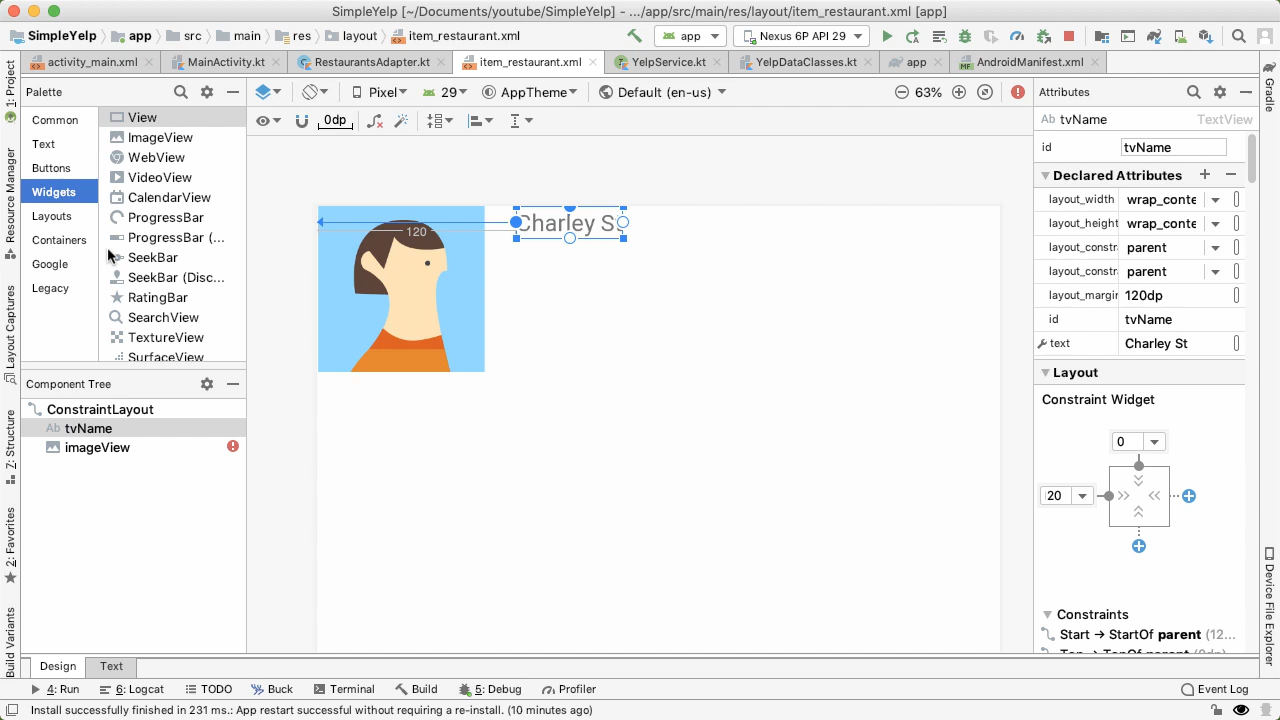 SimpleYelp [~/Documents/youtube/SimpleYelp] - .../app/src/main/res/layout/item_restaurant.xml [app]
SimpleYelp app src main res layout item_restaurant.xml app Nexus 6P API 29
activity_main.xml MainActivity.kt RestaurantsAdapter.kt item_restaurant.xml YelpService.kt YelpDataClasses.kt app AndroidManifest.xml
1: Project
Resource Manager
Layout Captures
Z: Structure
2: Favorites
Build Variants
Palette
Common
Text
Buttons
Widgets
Layouts
Containers
Google
Legacy
View
ImageView
WebView
VideoView
CalendarView
ProgressBar
ProgressBar (...
SeekBar
SeekBar (Disc...
RatingBar
SearchView
TextureView
SurfaceView
Component Tree
ConstraintLayout
Ab tvName
imageView
Pixel 29 AppTheme Default (en-us) 63%
0dp
120
Charley S
Attributes
Ab tvName TextView
id tvName
Declared Attributes
layout_width wrap_conte
layout_height wrap_conte
layout_constr parent
layout_constr parent
layout_margin 120dp
id tvName
text Charley St
Layout
Constraint Widget
0
20
Constraints
Start → StartOf parent (12...
Top → TopOf parent (0dp)
Gradle
Device File Explorer
Design Text
4: Run 6: Logcat TODO Buck Terminal Build 5: Debug Profiler Event Log
Install successfully finished in 231 ms.: App restart successful without requiring a re-install. (10 minutes ago)